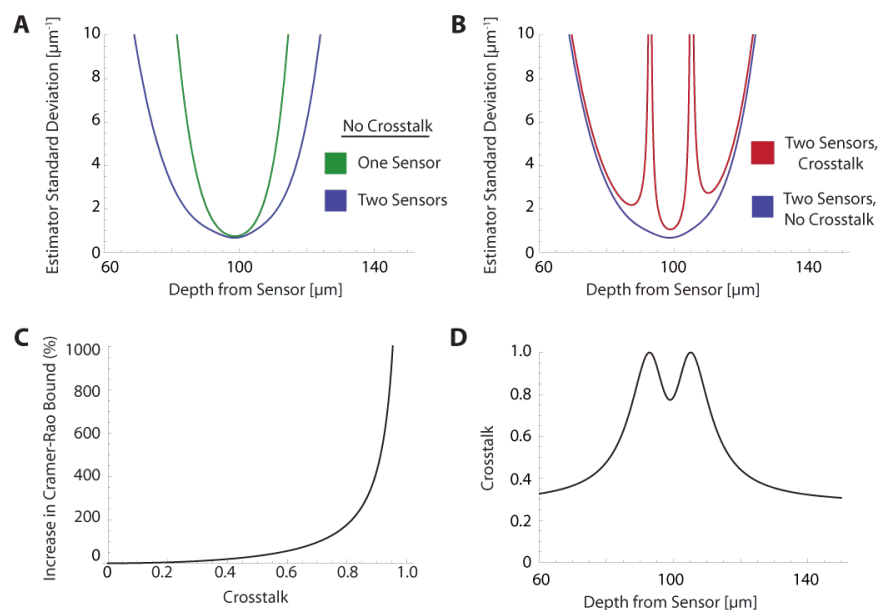 A
Estimator Standard Deviation [µm⁻¹]
10
8
6
4
2
0
60
100
140
Depth from Sensor [µm]
No Crosstalk
One Sensor
Two Sensors
B
Estimator Standard Deviation [µm⁻¹]
10
8
6
4
2
0
60
100
140
Depth from Sensor [µm]
Two Sensors,
Crosstalk
Two Sensors,
No Crosstalk
C
Increase in Cramer-Rao Bound (%)
1000
800
600
400
200
0
0
0.2
0.4
0.6
0.8
1.0
Crosstalk
D
Crosstalk
1.0
0.8
0.6
0.4
0.2
0
60
100
140
Depth from Sensor [µm]